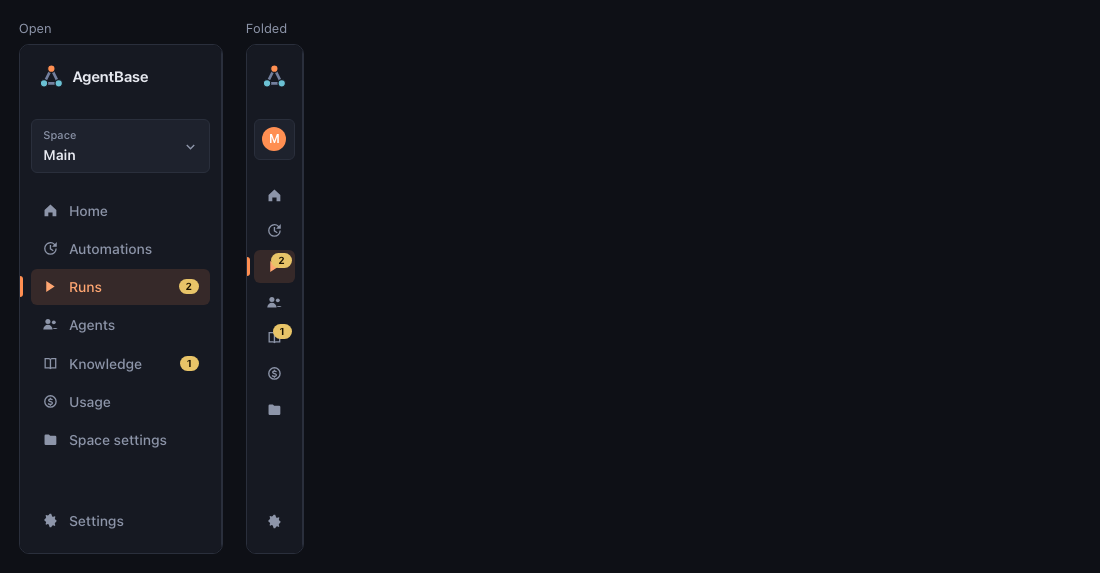 Open
Folded
AgentBase
Space
Main
M
Home
Automations
Runs 2
2
Agents
Knowledge 1
1
Usage
Space settings
Settings